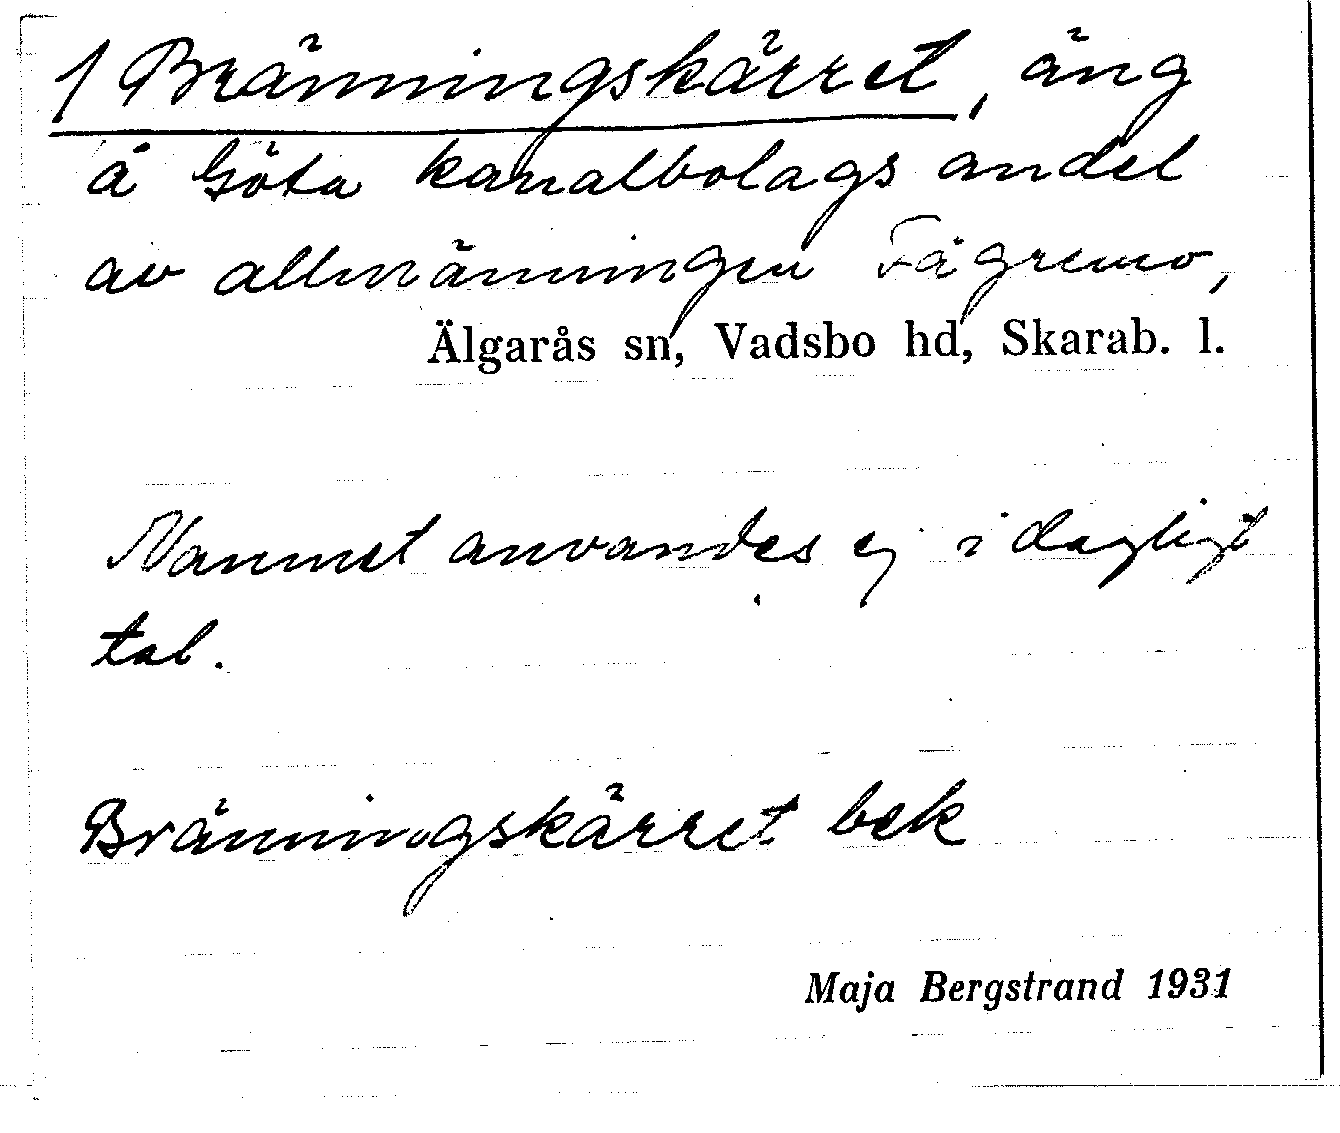 1 Bränningskärret, äng
å Göta kanalbolags andel
av allmänningen Fägremo,
Älgarås sn, Vadsbo hd, Skarab. l.
Namnet användes ej i dagligt
tal.
Bränningskärret bek
Maja Bergstrand 1931